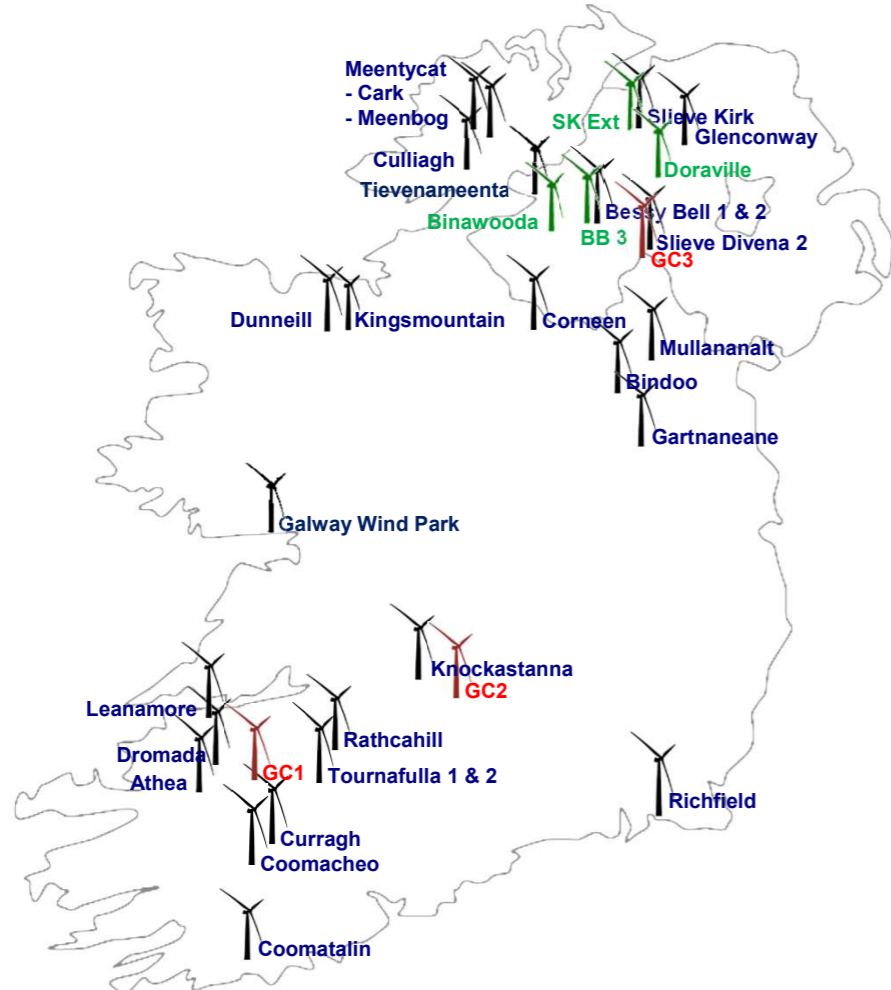 Meentycat
- Cark
- Meenbog
SK Ext
Slieve Kirk
Glenconway
Culliagh
Doraville
Tievenameenta
Binawooda
Bessy Bell 1 & 2
BB 3
Slieve Divena 2
GC3
Dunneill
Kingsmountain
Corneen
Mullananalt
Bindoo
Gartnaneane
Galway Wind Park
Knockastanna
GC2
Leanamore
Rathcahill
Dromada
GC1
Tournafulla 1 & 2
Athea
Richfield
Curragh
Coomacheo
Coomatalin